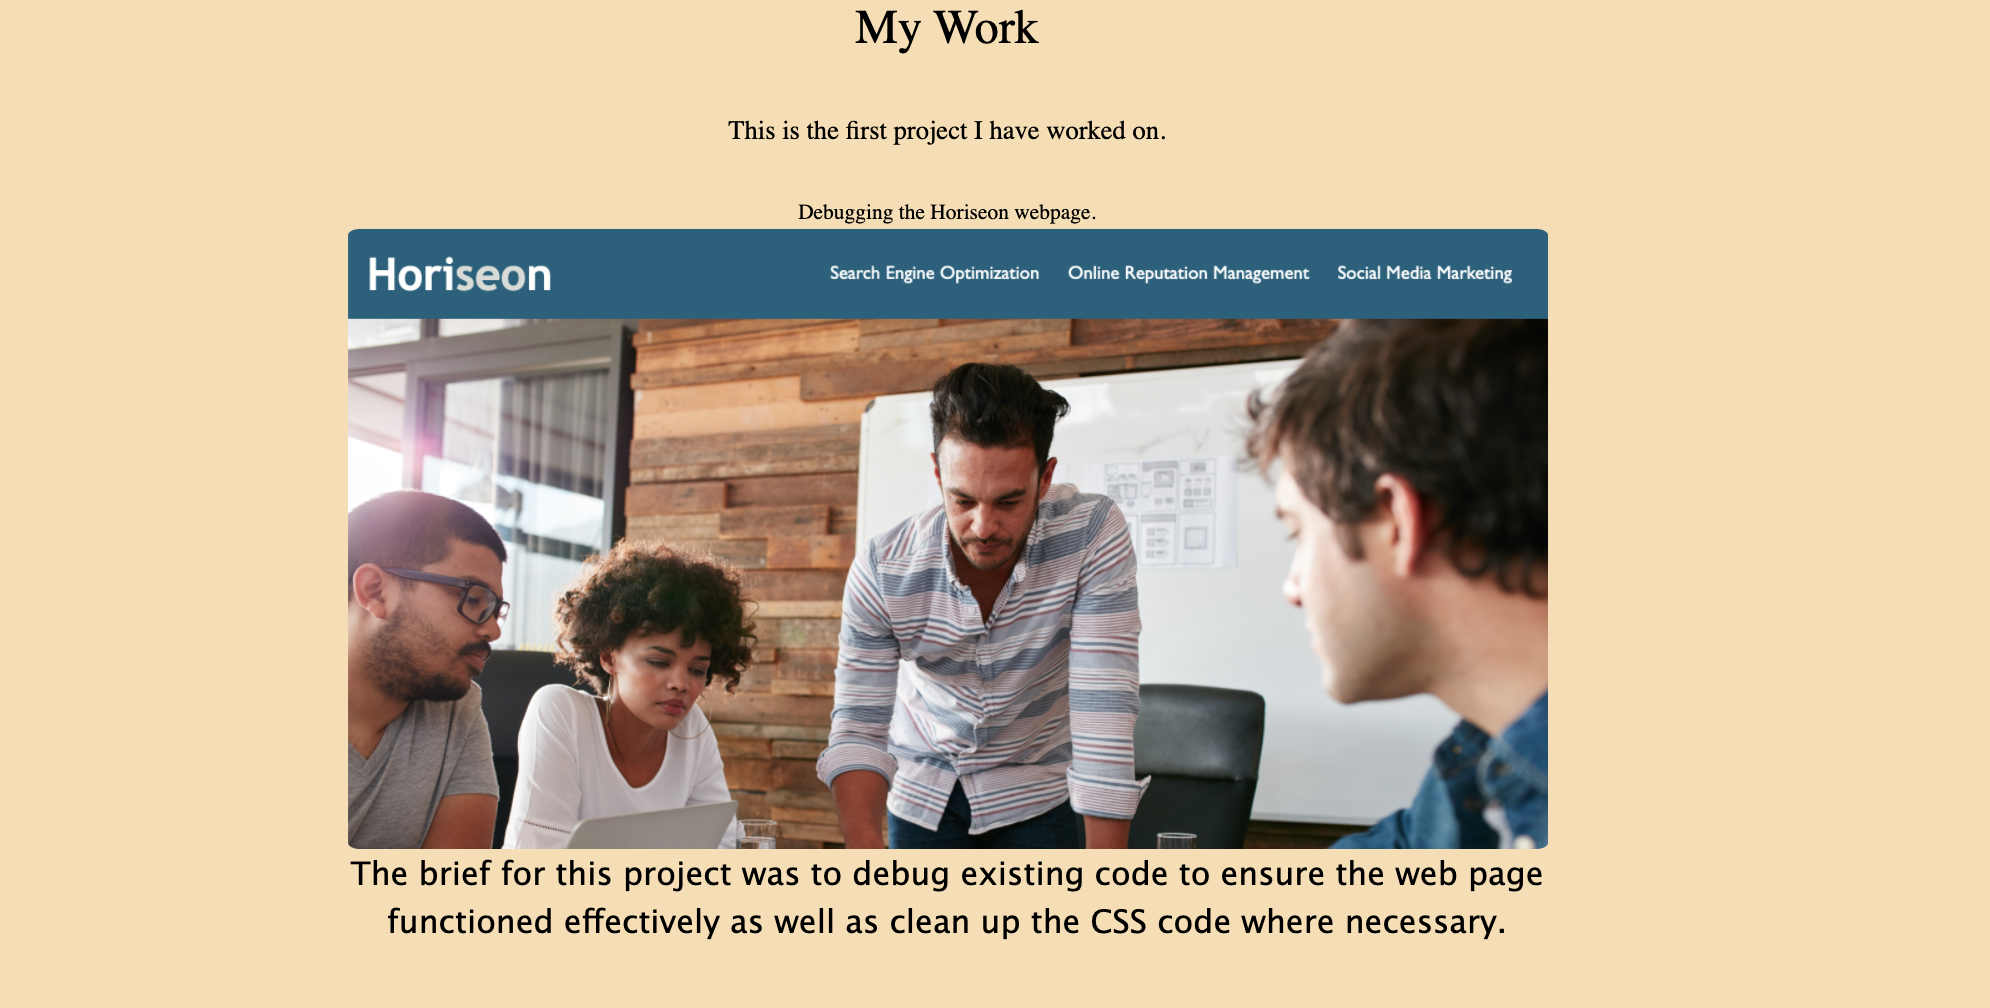 My Work
This is the first project I have worked on.
Debugging the Horiseon webpage.
Horiseon
Search Engine Optimization Online Reputation Management Social Media Marketing
The brief for this project was to debug existing code to ensure the web page
functioned effectively as well as clean up the CSS code where necessary.